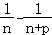 1/n - 1/(n+p)